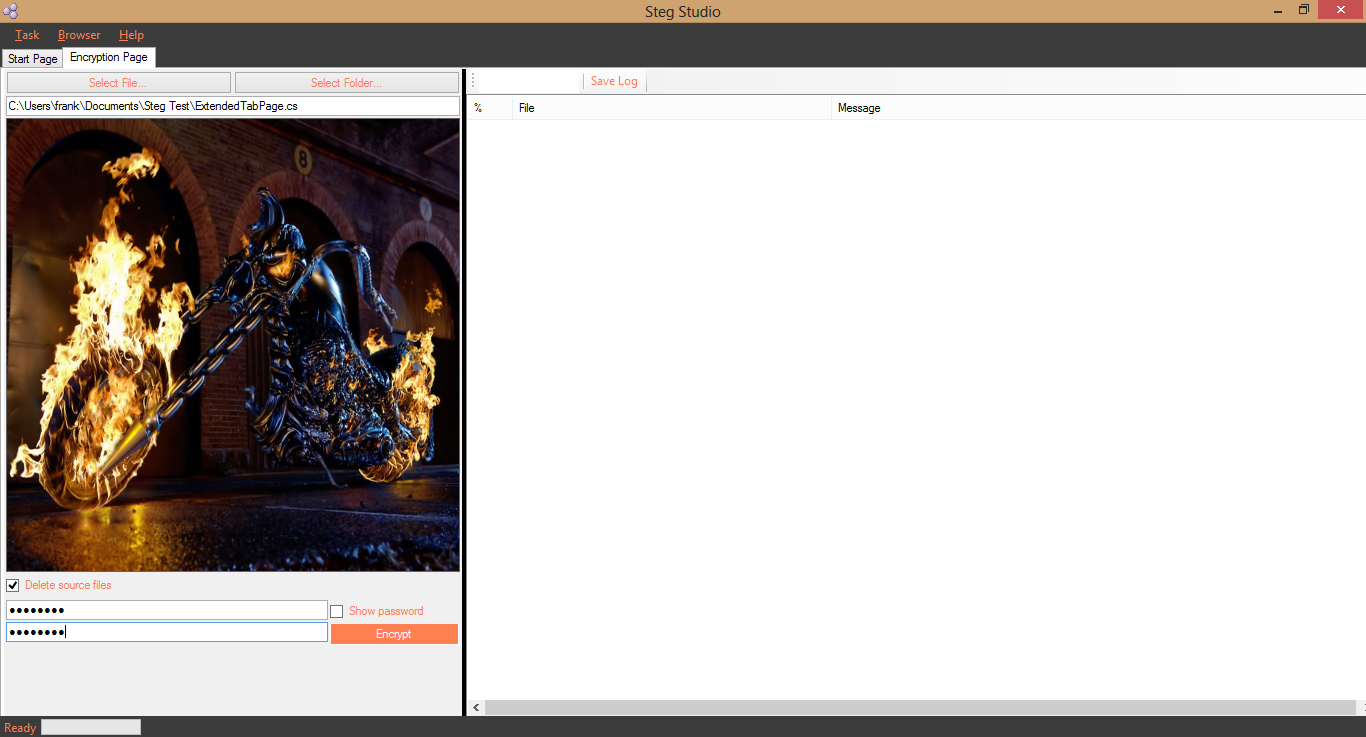 Steg Studio
Task Browser Help
Start Page Encryption Page
Select File... Select Folder... Save Log
C:\Users\frank\Documents\Steg Test\ExtendedTabPage.cs
% File Message
8
7
Delete source files
●●●●●●●● Show password
●●●●●●●● Encrypt
Ready